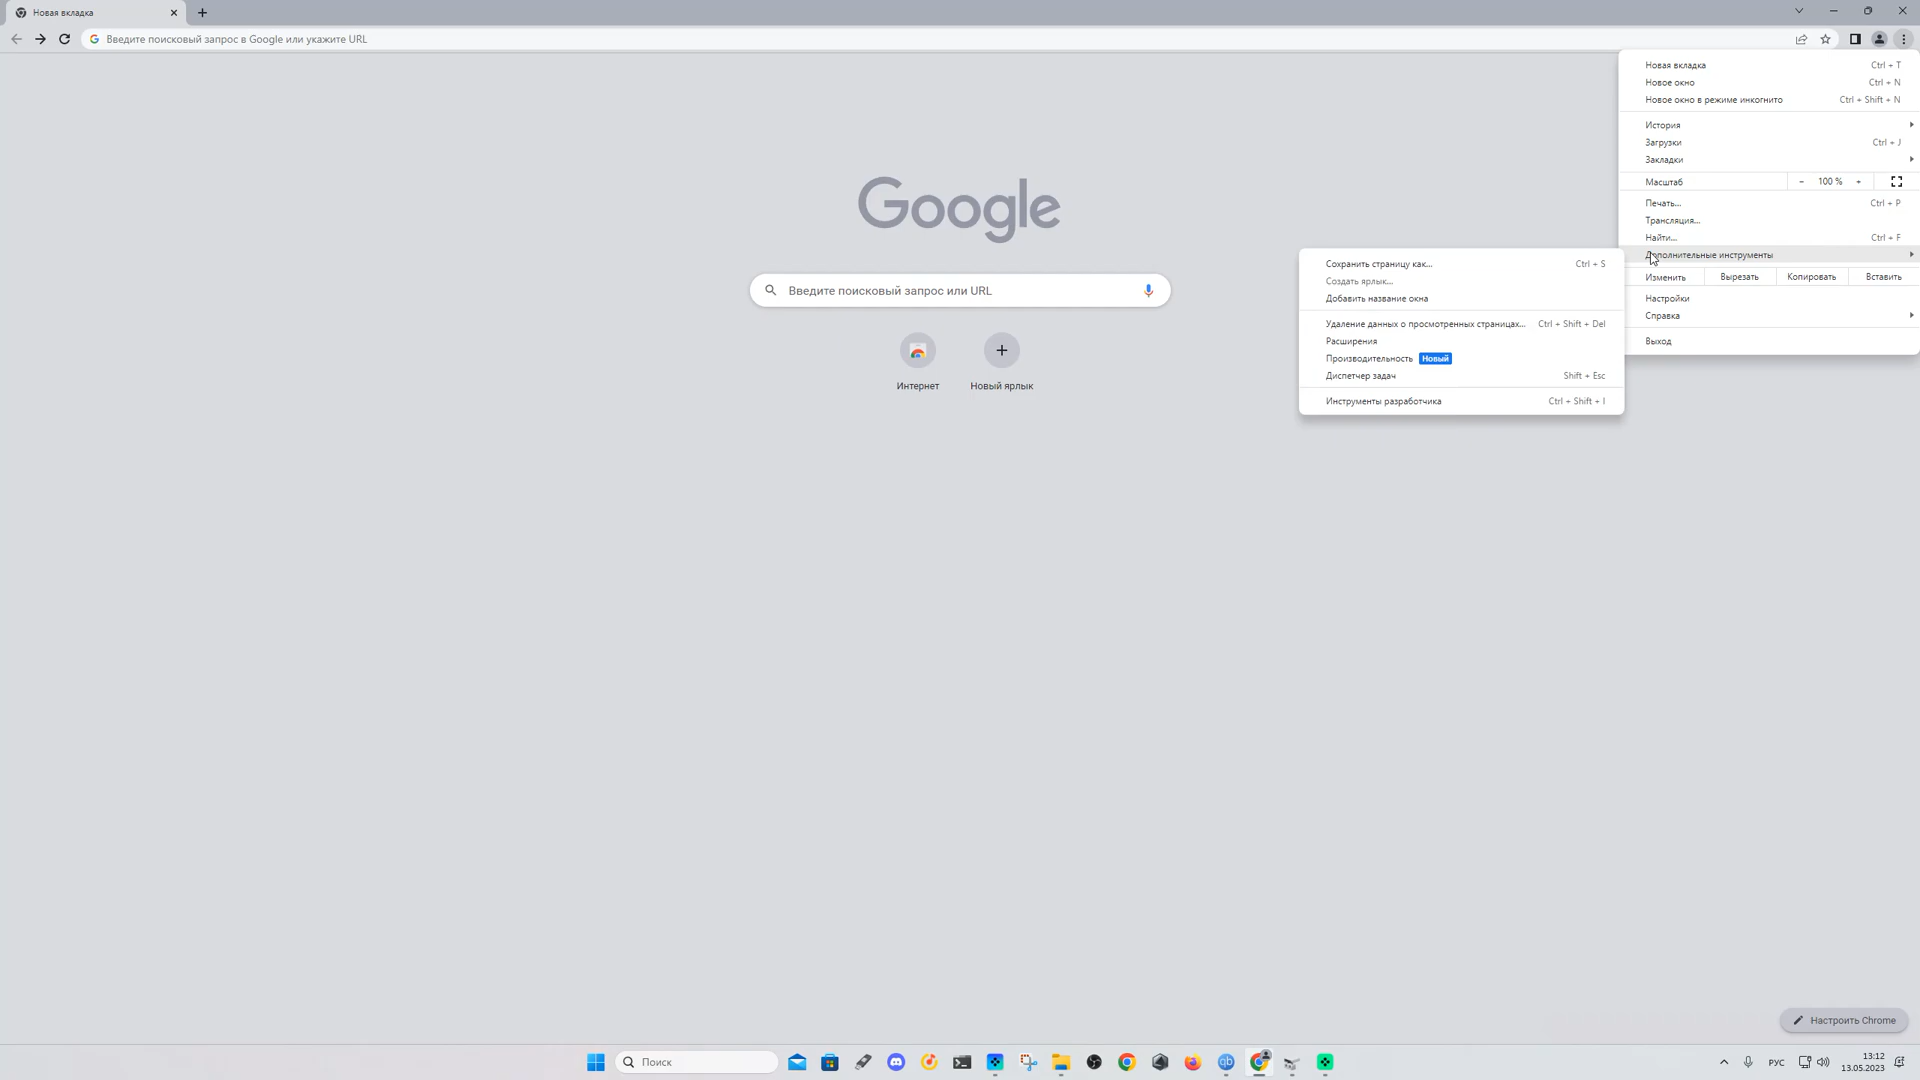 Новая вкладка
Введите поисковый запрос в Google или укажите URL
Новая вкладка Ctrl + T
Новое окно Ctrl + N
Новое окно в режиме инкогнито Ctrl + Shift + N
История
Загрузки Ctrl + J
Закладки
Масштаб - 100 % +
Печать... Ctrl + P
Трансляция...
Найти... Ctrl + F
Дополнительные инструменты
Изменить Вырезать Копировать Вставить
Настройки
Справка
Выход
Сохранить страницу как... Ctrl + S
Создать ярлык...
Добавить название окна
Удаление данных о просмотренных страницах... Ctrl + Shift + Del
Расширения
Производительность Новый
Диспетчер задач Shift + Esc
Инструменты разработчика Ctrl + Shift + I
Google
Введите поисковый запрос или URL
Интернет Новый ярлык
Настроить Chrome
Поиск
qb
РУС
13:12
13.05.2023